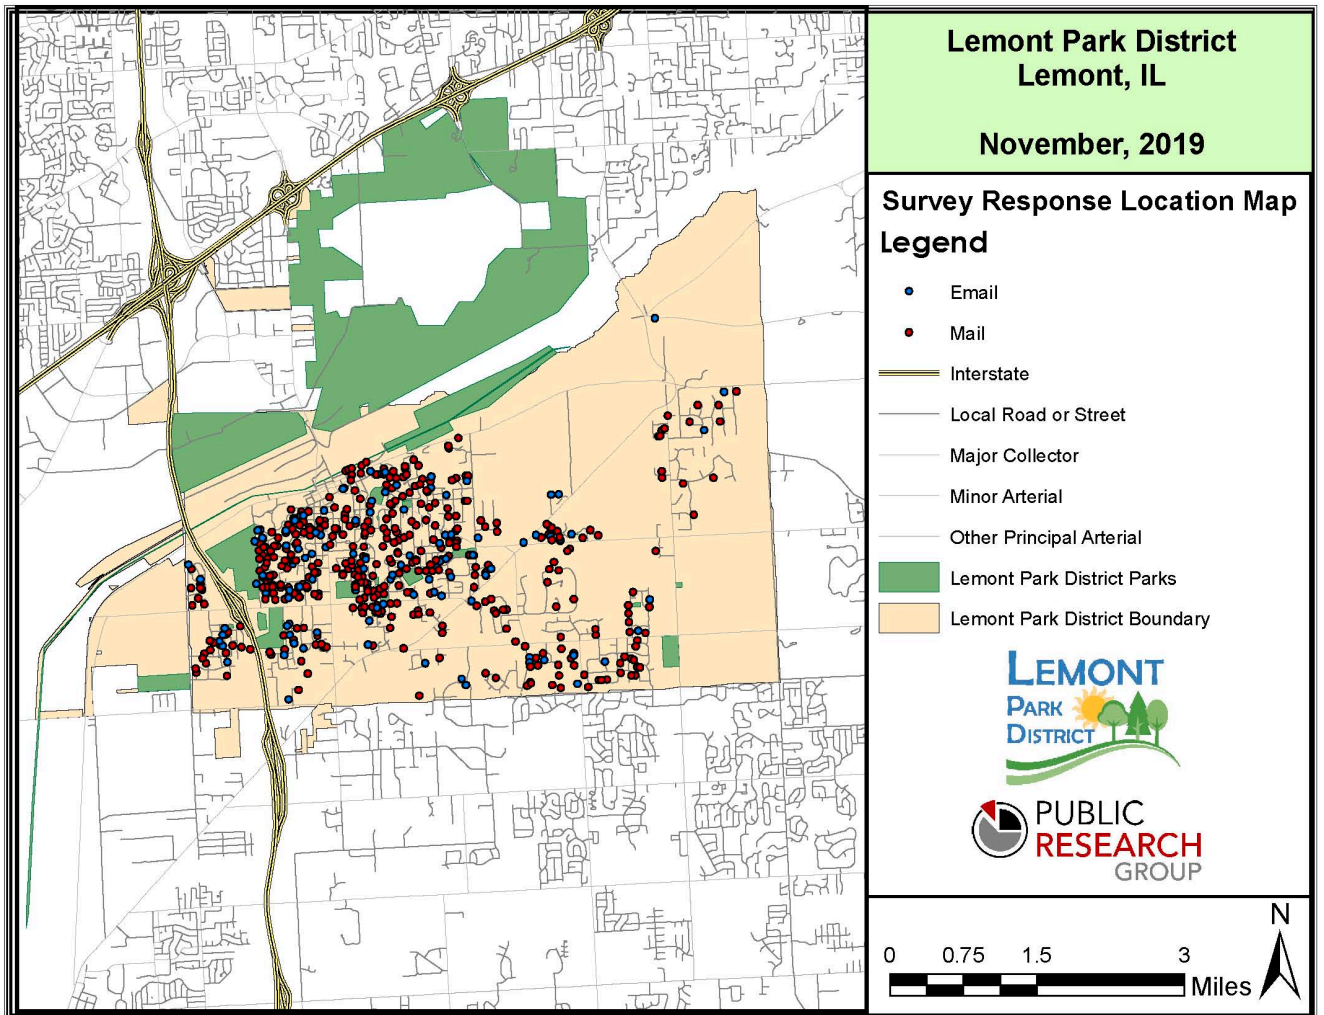 Lemont Park District
Lemont, IL
November, 2019
Survey Response Location Map
Legend
Email
Mail
Interstate
Local Road or Street
Major Collector
Minor Arterial
Other Principal Arterial
Lemont Park District Parks
Lemont Park District Boundary
LEMONT
PARK
DISTRICT
PUBLIC
RESEARCH
GROUP
N
0 0.75 1.5 3
Miles